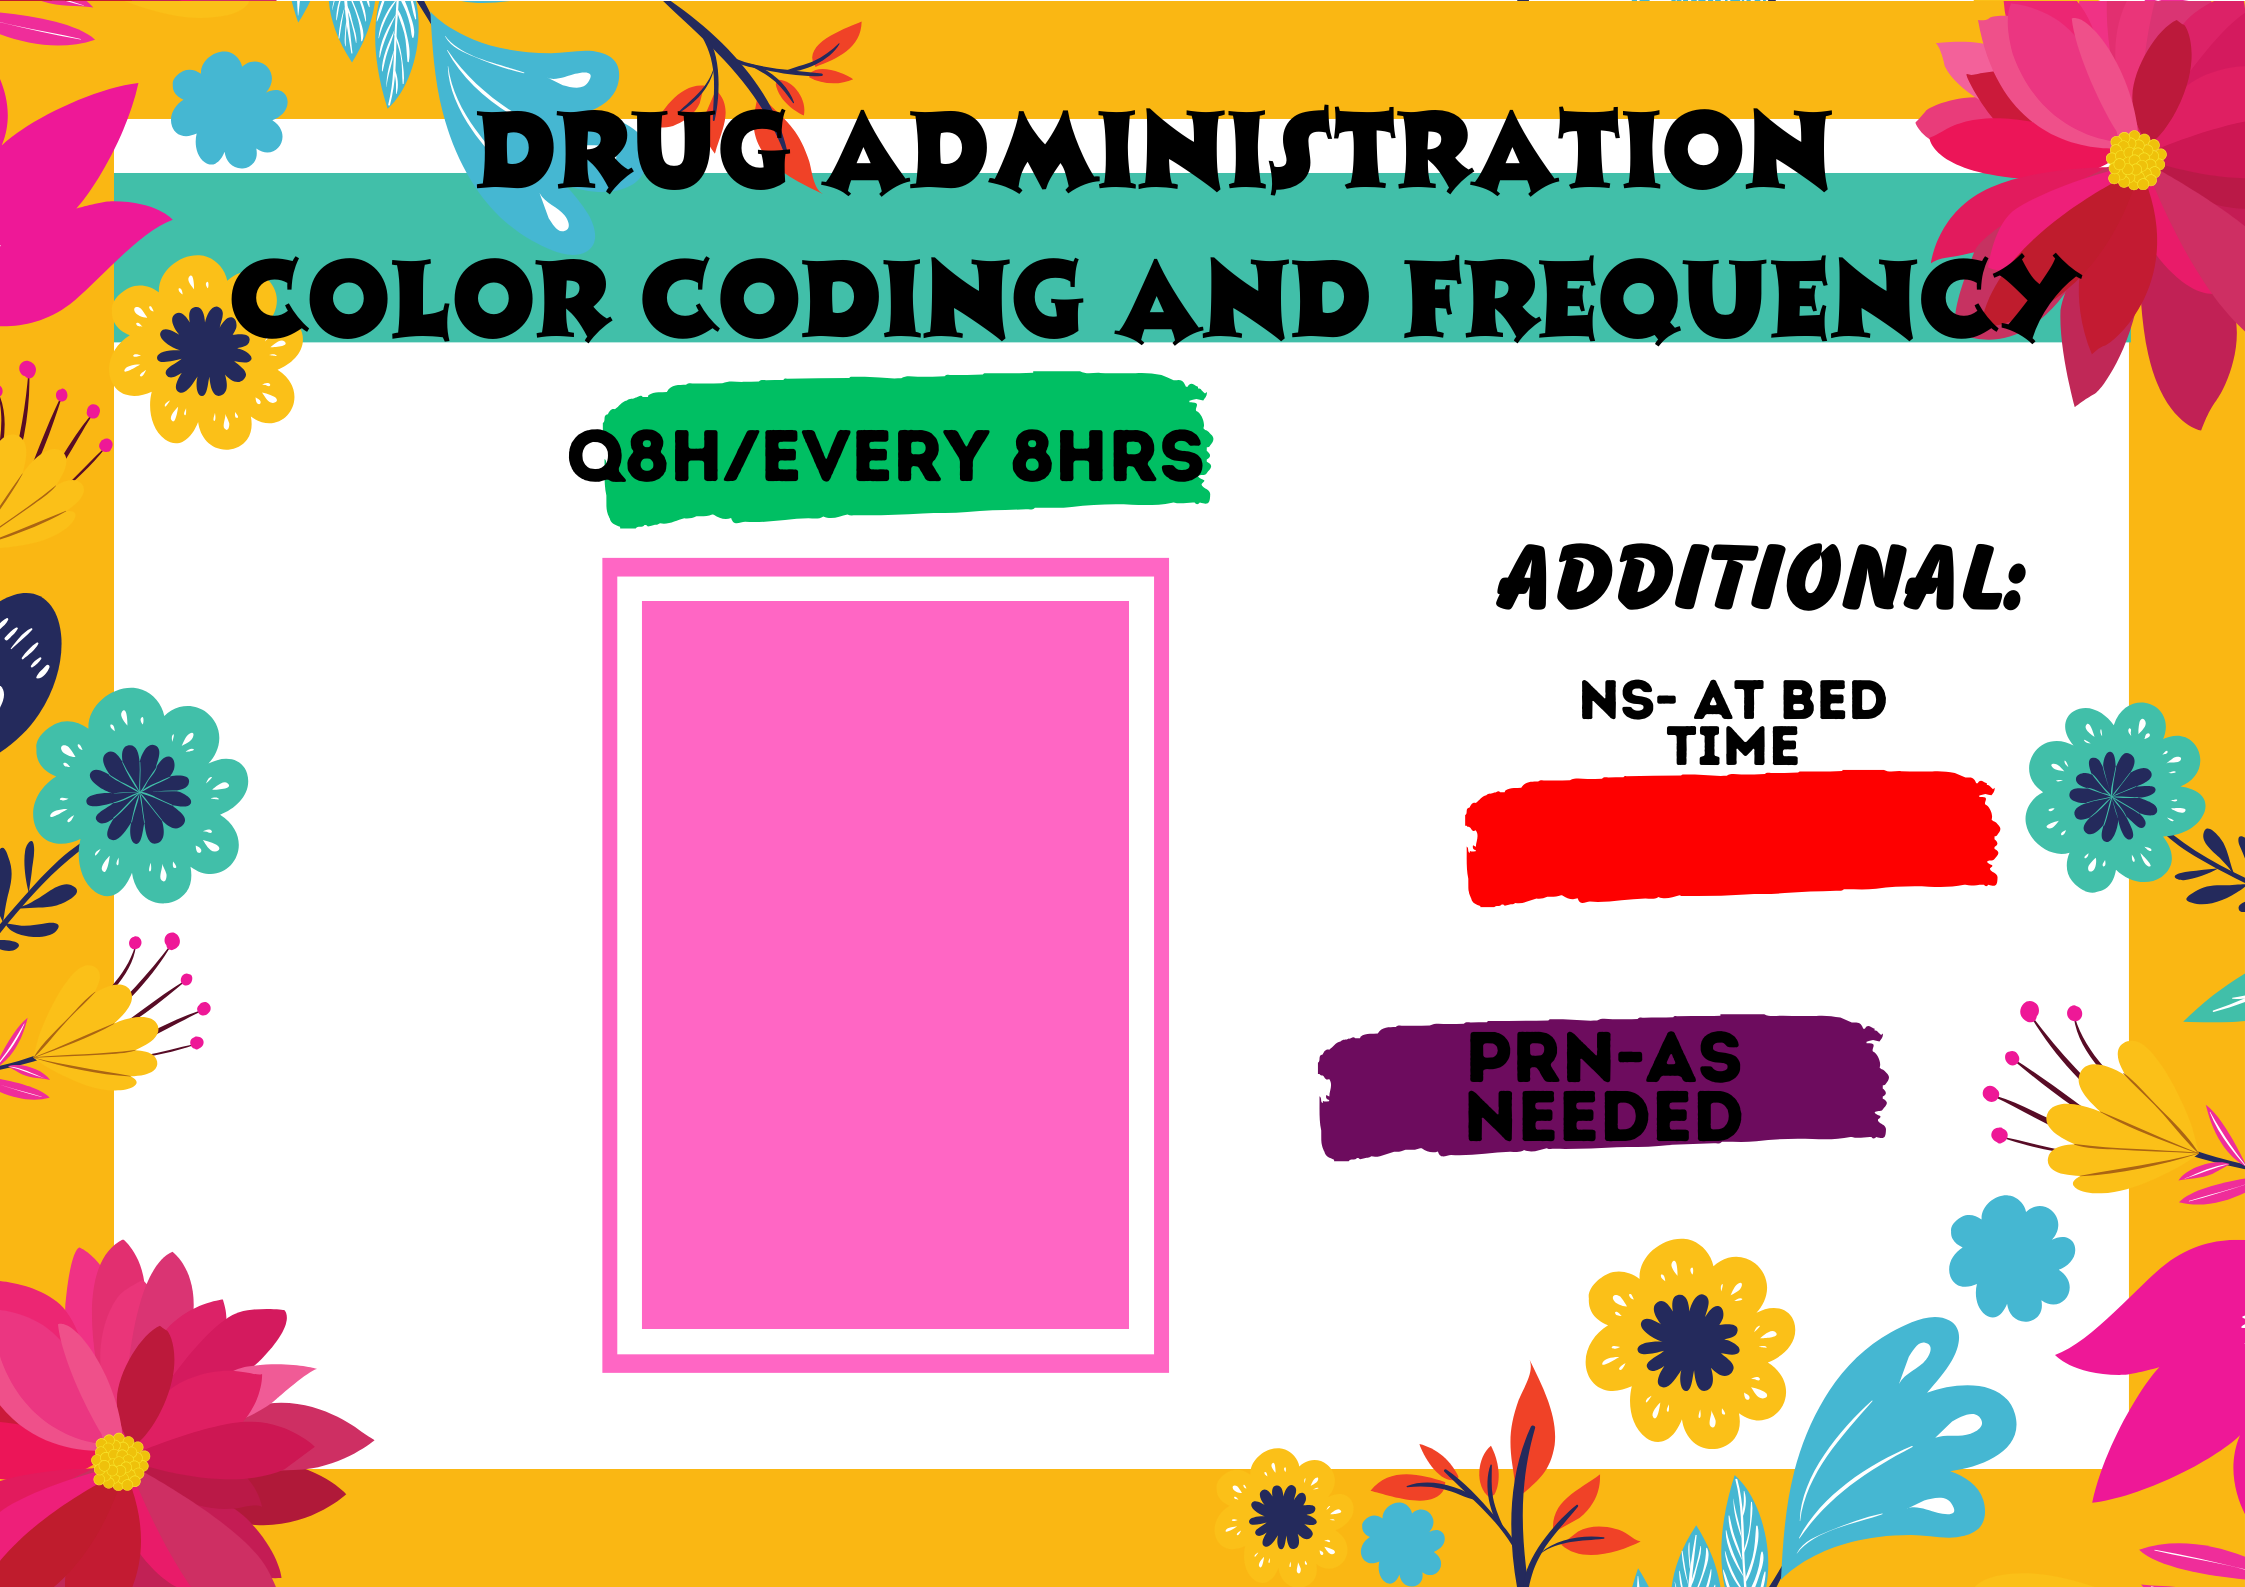 DRUG ADMINISTRATION
COLOR CODING AND FREQUENCY
Q8H/EVERY 8HRS
ADDITIONAL:
NS- AT BED
TIME
PRN-AS
NEEDED